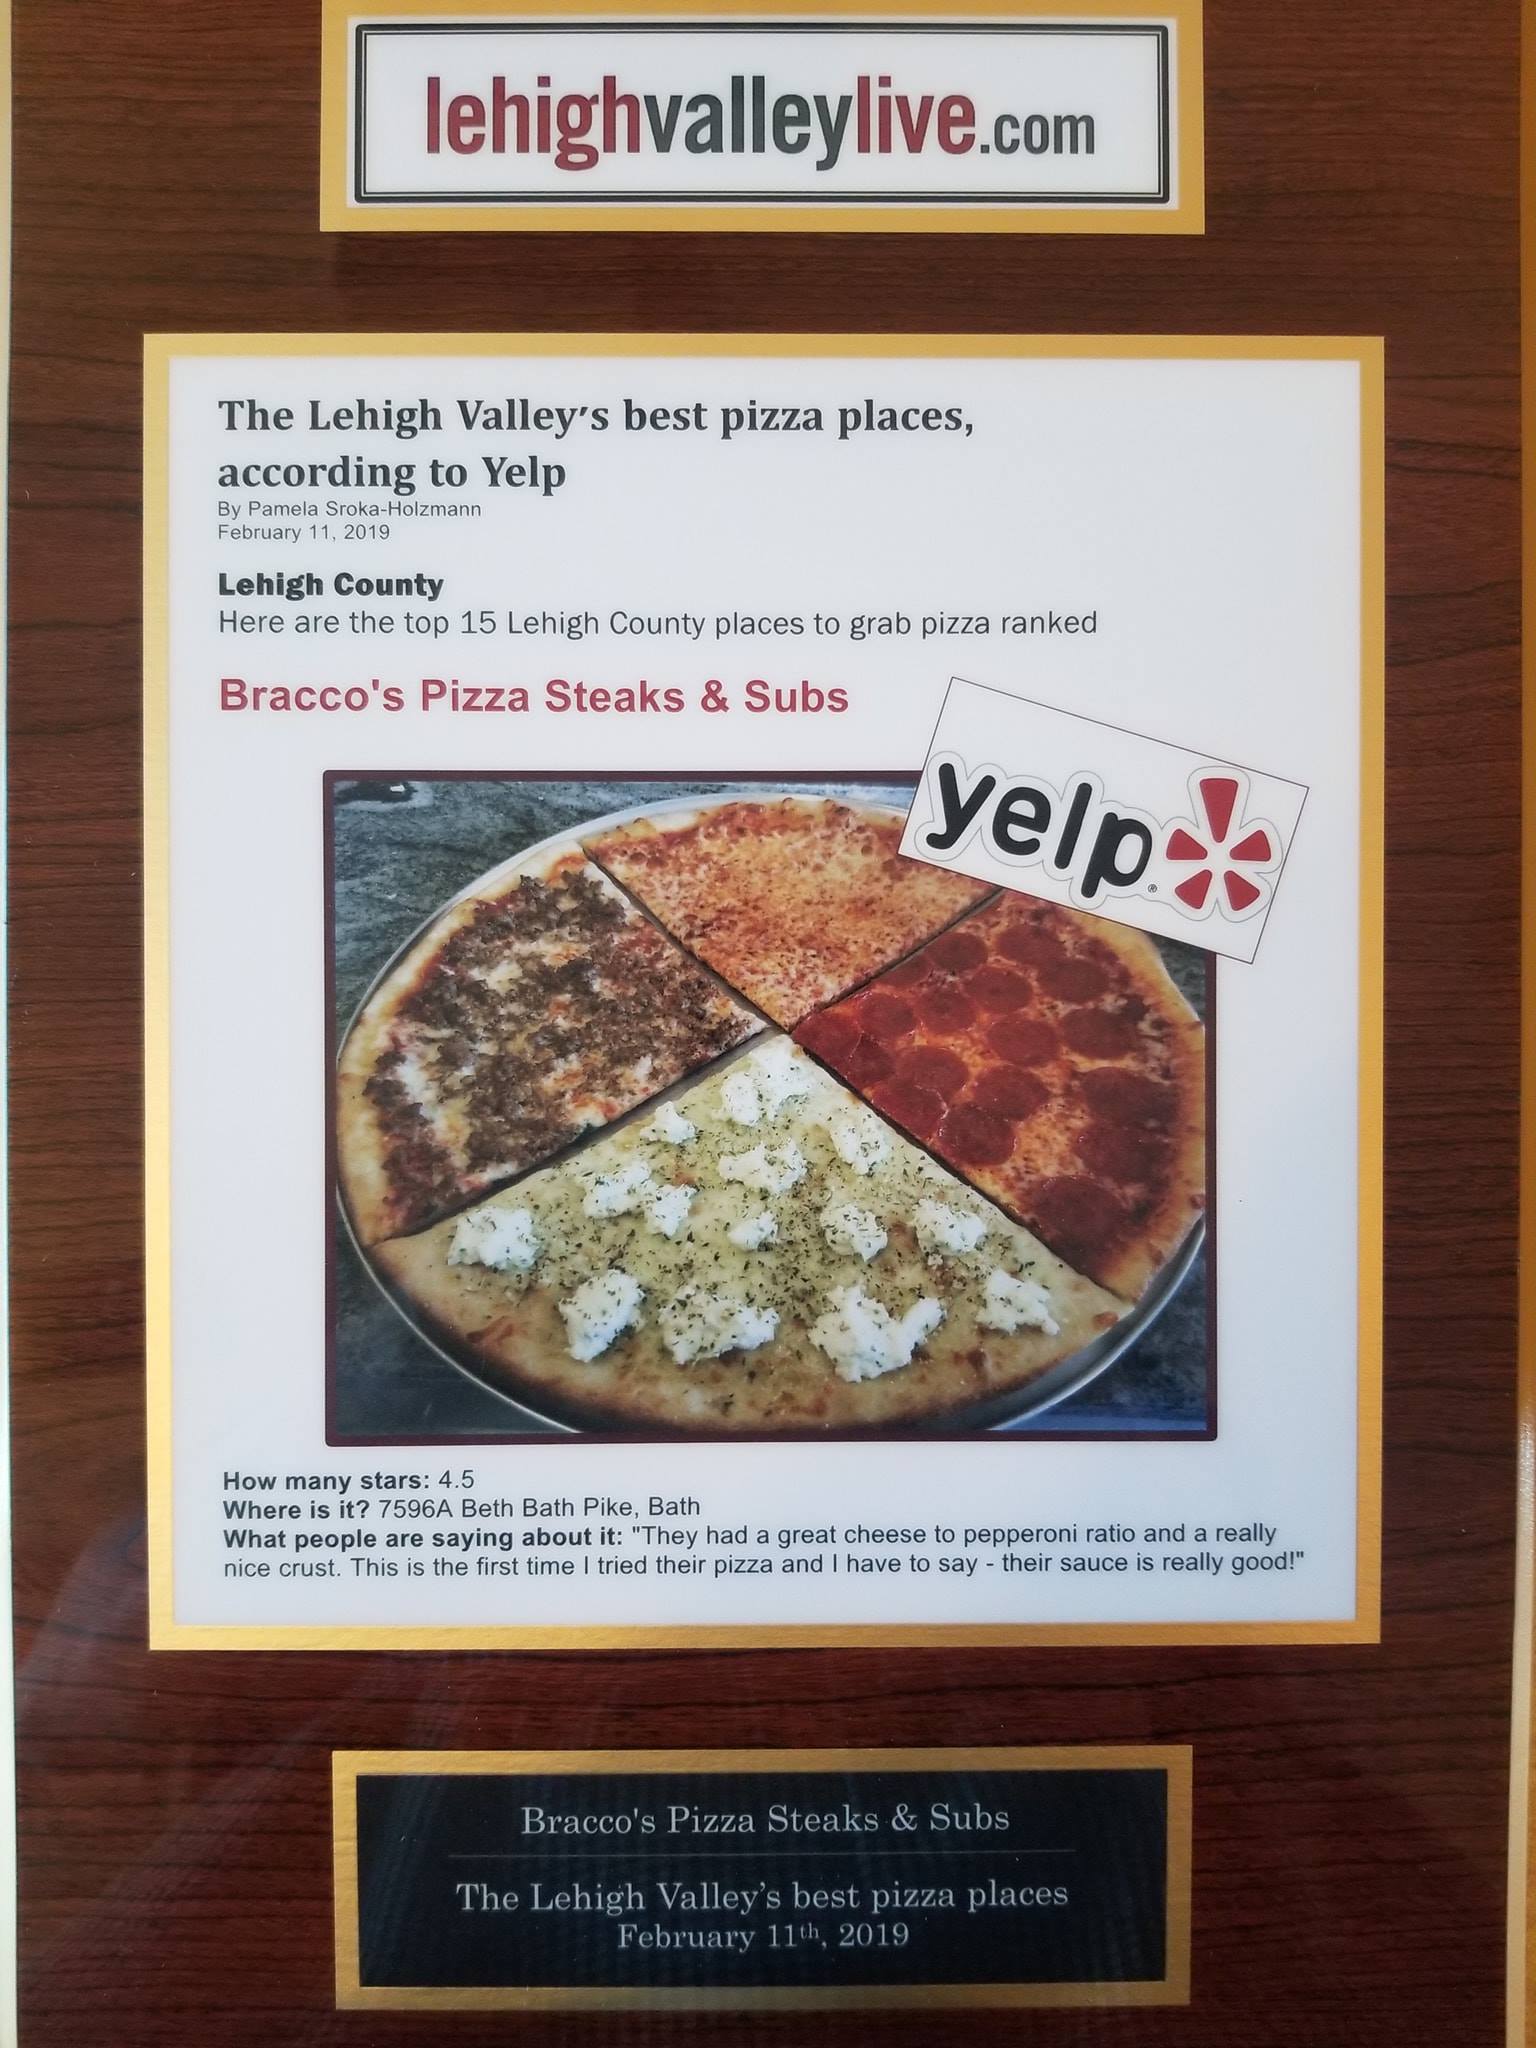 lehighvalleylive.com
The Lehigh Valley's best pizza places,
according to Yelp
By Pamela Sroka-Holzmann
February 11, 2019
Lehigh County
Here are the top 15 Lehigh County places to grab pizza ranked
Bracco's Pizza Steaks & Subs
yelp®
How many stars: 4.5
Where is it? 7596A Beth Bath Pike, Bath
What people are saying about it: "They had a great cheese to pepperoni ratio and a really
nice crust. This is the first time I tried their pizza and I have to say - their sauce is really good!"
Bracco's Pizza Steaks & Subs
The Lehigh Valley’s best pizza places
February 11th, 2019